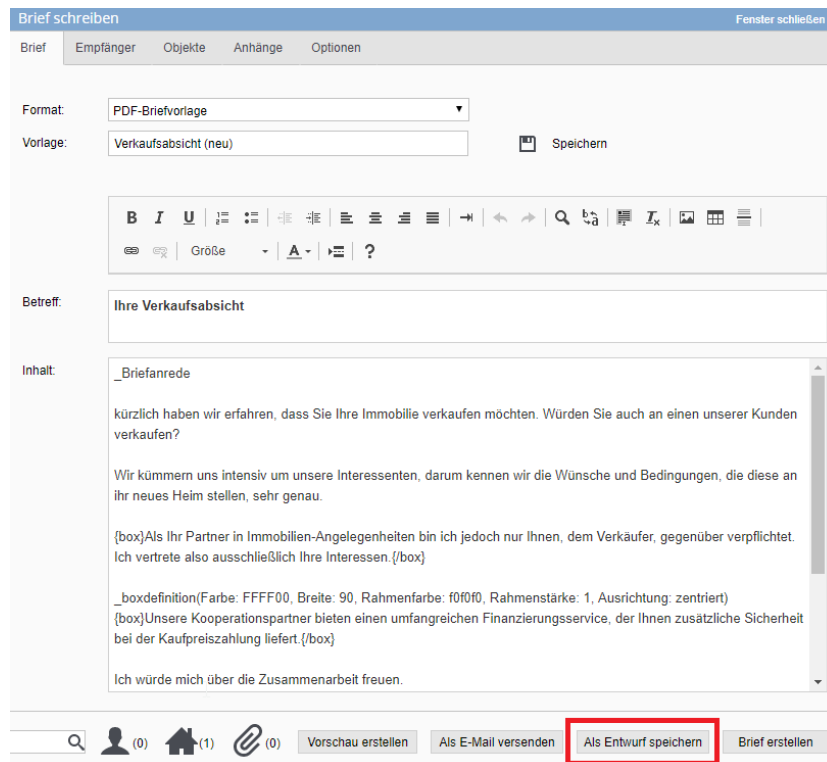 Brief schreiben Fenster schließen
Brief Empfänger Objekte Anhänge Optionen
Format: PDF-Briefvorlage
Vorlage: Verkaufsabsicht (neu) Speichern
B I U Größe A ?
Betreff: Ihre Verkaufsabsicht
Inhalt: _Briefanrede
kürzlich haben wir erfahren, dass Sie Ihre Immobilie verkaufen möchten. Würden Sie auch an einen unserer Kunden
verkaufen?
Wir kümmern uns intensiv um unsere Interessenten, darum kennen wir die Wünsche und Bedingungen, die diese an
ihr neues Heim stellen, sehr genau.
{box}Als Ihr Partner in Immobilien-Angelegenheiten bin ich jedoch nur Ihnen, dem Verkäufer, gegenüber verpflichtet.
Ich vertrete also ausschließlich Ihre Interessen.{/box}
_boxdefinition(Farbe: FFFF00, Breite: 90, Rahmenfarbe: f0f0f0, Rahmenstärke: 1, Ausrichtung: zentriert)
{box}Unsere Kooperationspartner bieten einen umfangreichen Finanzierungsservice, der Ihnen zusätzliche Sicherheit
bei der Kaufpreiszahlung liefert.{/box}
Ich würde mich über die Zusammenarbeit freuen.
(0) (1) (0) Vorschau erstellen Als E-Mail versenden Als Entwurf speichern Brief erstellen